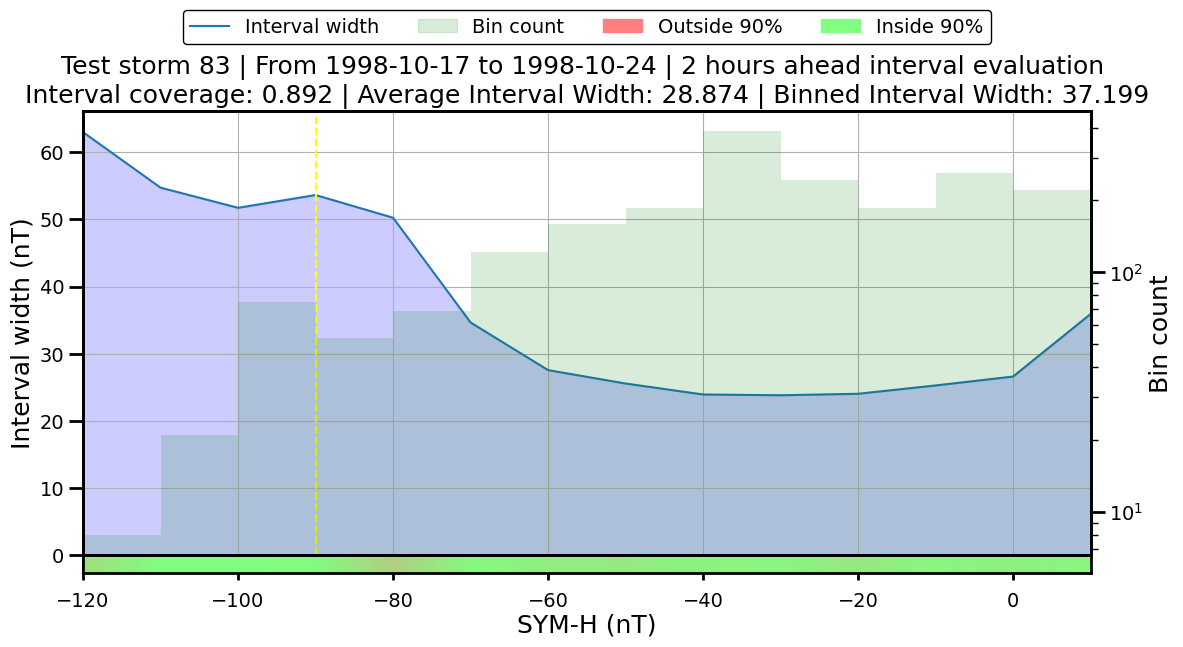 Interval width Bin count Outside 90% Inside 90%
Test storm 83 | From 1998-10-17 to 1998-10-24 | 2 hours ahead interval evaluation
Interval coverage: 0.892 | Average Interval Width: 28.874 | Binned Interval Width: 37.199
Interval width (nT)
60
50
40
30
20
10
0
10²
10¹
Bin count
−120 −100 −80 −60 −40 −20 0
SYM-H (nT)